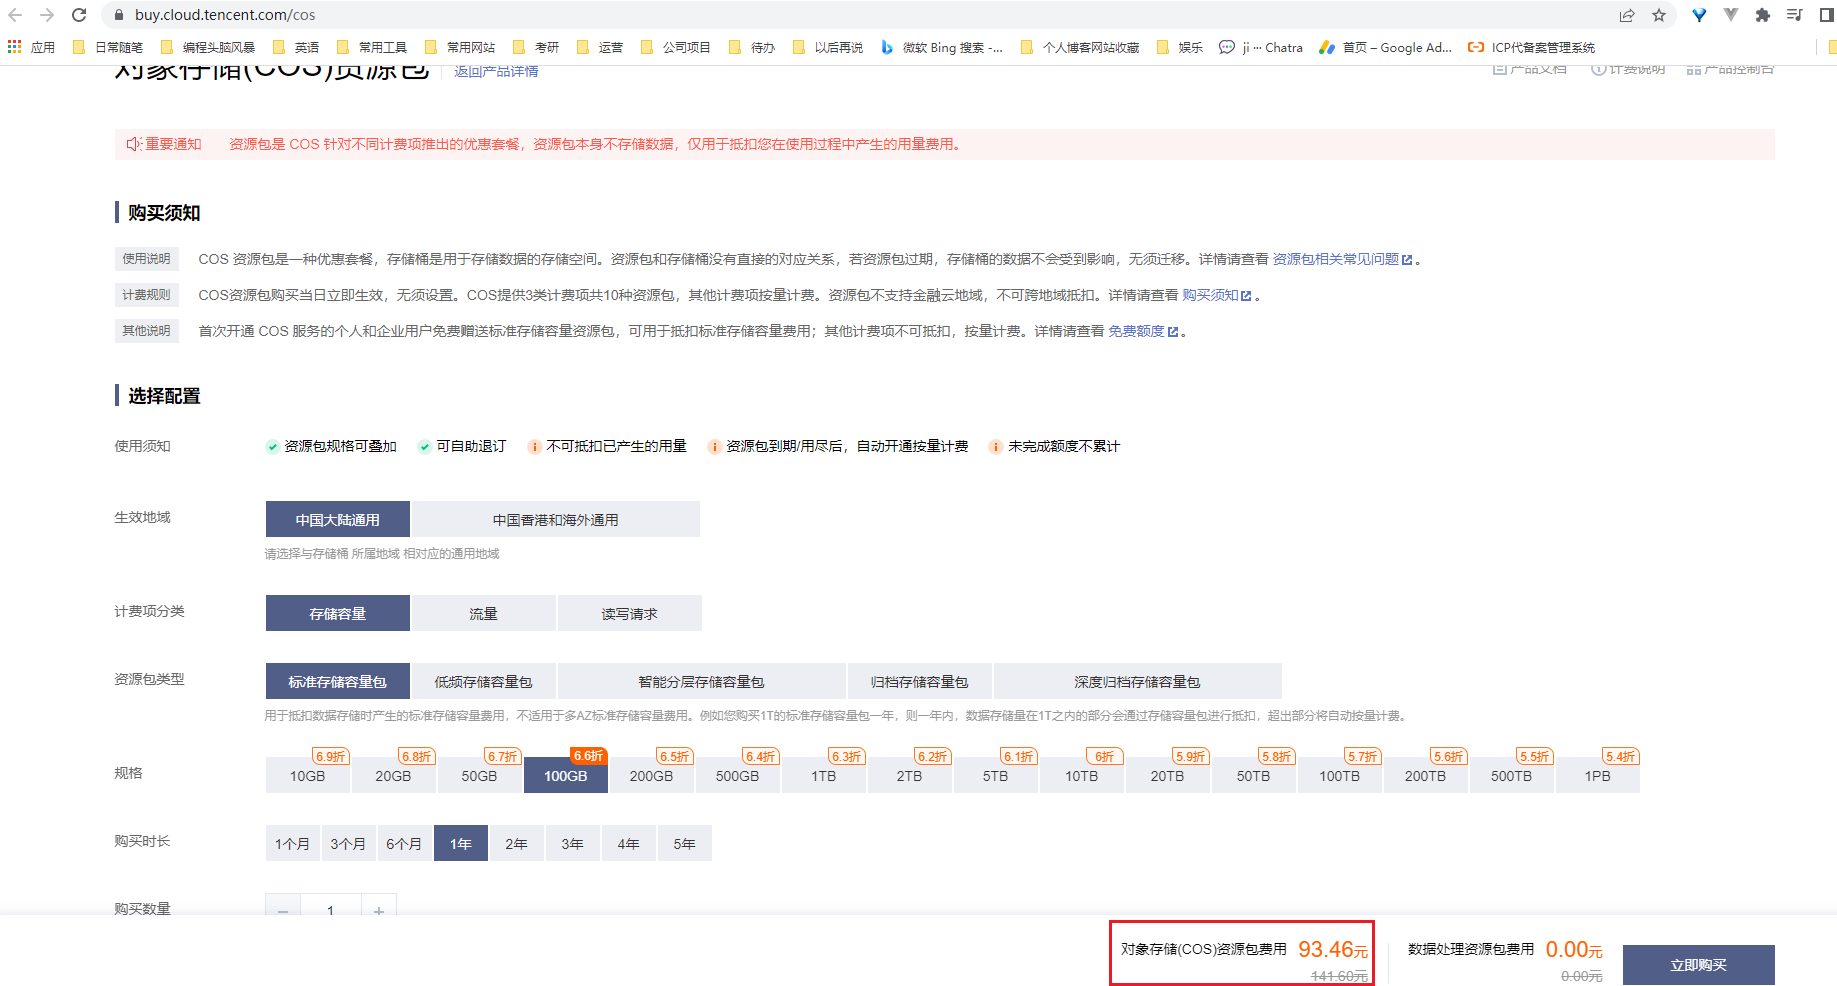 buy.cloud.tencent.com/cos
应用 日常随笔 编程头脑风暴 英语 常用工具 常用网站 考研 运营 公司项目 待办 以后再说 微软 Bing 搜索 -... 个人博客网站收藏 娱乐 ji ··· Chatra 首页 – Google Ad... ICP代备案管理系统
对象存储(COS)资源包 返回产品详情 产品文档 计费说明 产品控制台
重要通知 资源包是 COS 针对不同计费项推出的优惠套餐，资源包本身不存储数据，仅用于抵扣您在使用过程中产生的用量费用。
购买须知
使用说明 COS 资源包是一种优惠套餐，存储桶是用于存储数据的存储空间。资源包和存储桶没有直接的对应关系，若资源包过期，存储桶的数据不会受到影响，无须迁移。详情请查看 资源包相关常见问题 。
计费规则 COS资源包购买当日立即生效，无须设置。COS提供3类计费项共10种资源包，其他计费项按量计费。资源包不支持金融云地域，不可跨地域抵扣。详情请查看 购买须知 。
其他说明 首次开通 COS 服务的个人和企业用户免费赠送标准存储容量资源包，可用于抵扣标准存储容量费用；其他计费项不可抵扣，按量计费。详情请查看 免费额度 。
选择配置
使用须知 资源包规格可叠加 可自助退订 不可抵扣已产生的用量 资源包到期/用尽后，自动开通按量计费 未完成额度不累计
生效地域 中国大陆通用 中国香港和海外通用
请选择与存储桶 所属地域 相对应的通用地域
计费项分类 存储容量 流量 读写请求
资源包类型 标准存储容量包 低频存储容量包 智能分层存储容量包 归档存储容量包 深度归档存储容量包
用于抵扣数据存储时产生的标准存储容量费用，不适用于多AZ标准存储容量费用。例如您购买1T的标准存储容量包一年，则一年内，数据存储量在1T之内的部分会通过存储容量包进行抵扣，超出部分将自动按量计费。
6.9折 6.8折 6.7折 6.6折 6.5折 6.4折 6.3折 6.2折 6.1折 6折 5.9折 5.8折 5.7折 5.6折 5.5折 5.4折
规格 10GB 20GB 50GB 100GB 200GB 500GB 1TB 2TB 5TB 10TB 20TB 50TB 100TB 200TB 500TB 1PB
购买时长 1个月 3个月 6个月 1年 2年 3年 4年 5年
购买数量 − 1 +
对象存储(COS)资源包费用 93.46元 数据处理资源包费用 0.00元 立即购买
141.60元 0.00元